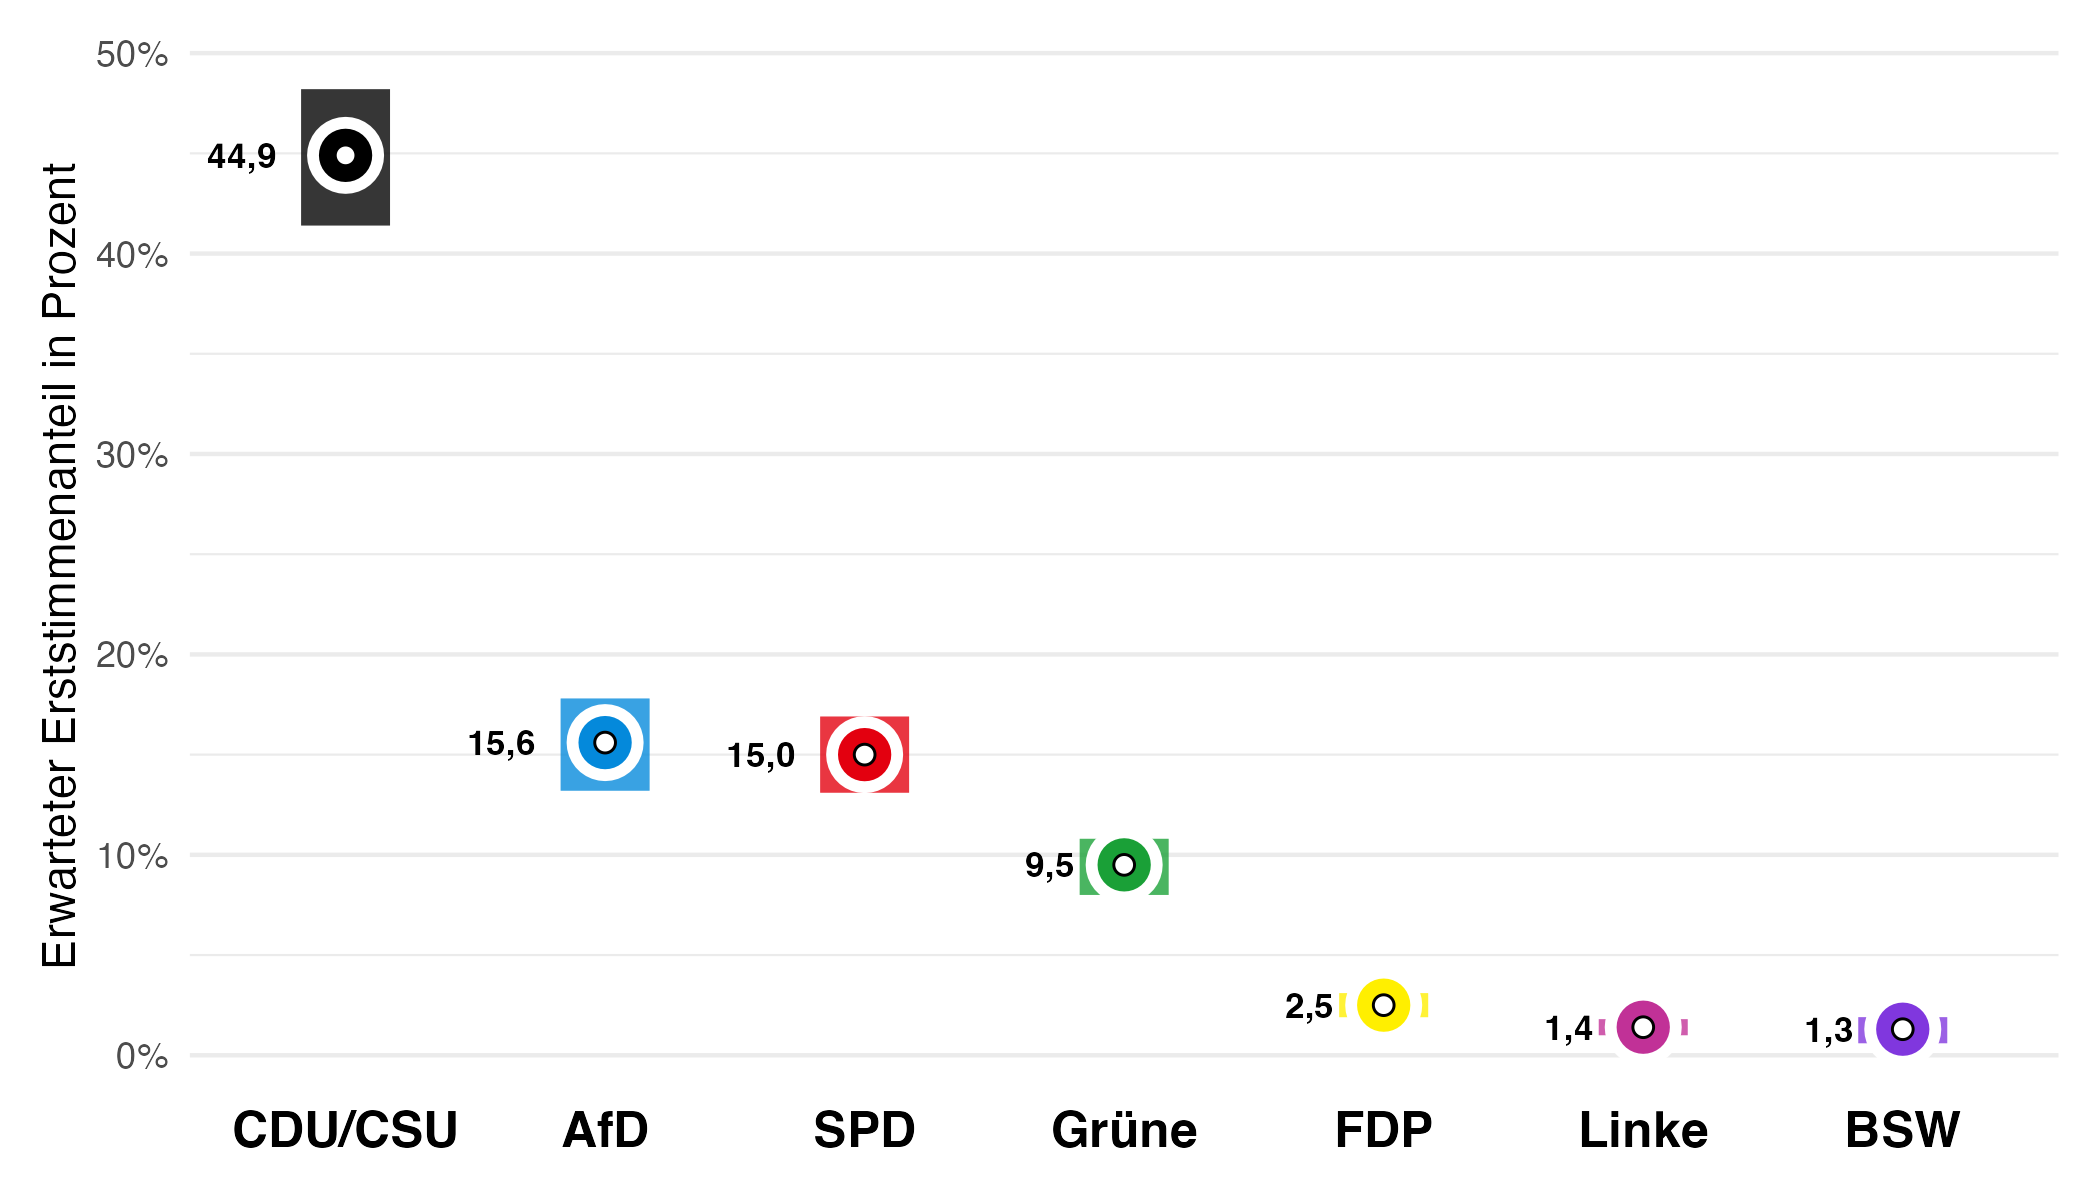 Erwarteter Erststimmenanteil in Prozent
50%
40%
30%
20%
10%
0%
44,9
15,6
15,0
9,5
2,5
1,4
1,3
CDU/CSU
AfD
SPD
Grüne
FDP
Linke
BSW